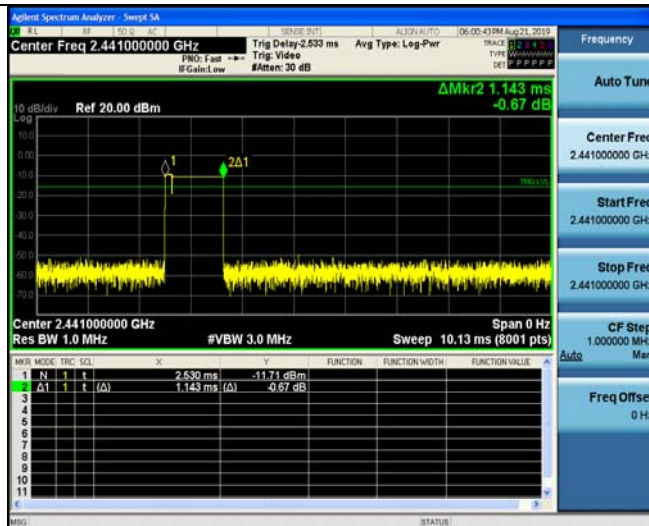 Agilent Spectrum Analyzer - Swept SA
RL RF 50 Ω AC SENSE:INT ALIGN AUTO 06:00:43 PM Aug 21, 2019
Center Freq 2.441000000 GHz
PNO: Fast
IFGain:Low
Trig Delay-2.533 ms
Trig: Video
#Atten: 30 dB
Avg Type: Log-Pwr
TRACE 1 2 3 4 5 6
TYPE
DET P P P P P P
ΔMkr2 1.143 ms
-0.67 dB
10 dB/div Ref 20.00 dBm
Log
10.0
0.00
-10.0
-20.0
-30.0
-40.0
-50.0
-60.0
-70.0
1
2Δ1
TRIG LVL
Center 2.441000000 GHz Span 0 Hz
Res BW 1.0 MHz #VBW 3.0 MHz Sweep 10.13 ms (8001 pts)
MKR MODE TRC SCL X Y FUNCTION FUNCTION WIDTH FUNCTION VALUE
1 N 1 t 2.530 ms -11.71 dBm
2 Δ1 1 t (Δ) 1.143 ms (Δ) -0.67 dB
3
4
5
6
7
8
9
10
11
MSG STATUS
Frequency
Auto Tune
Center Freq
2.441000000 GHz
Start Freq
2.441000000 GHz
Stop Freq
2.441000000 GHz
CF Step
1.000000 MHz
Auto Man
Freq Offset
0 Hz